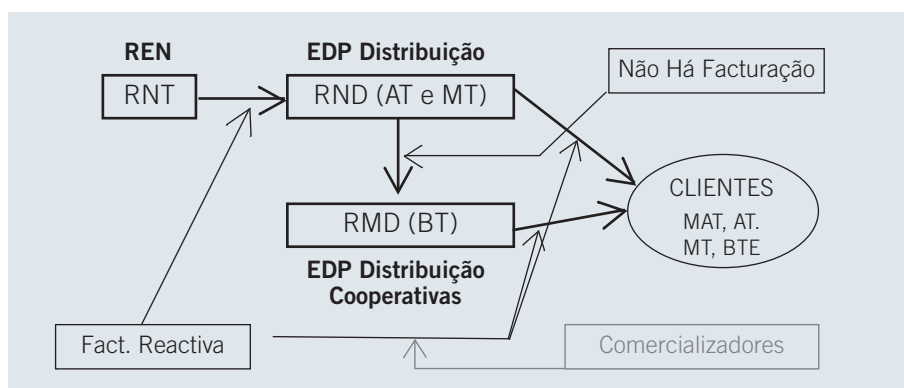 REN
EDP Distribuição
RNT
RND (AT e MT)
Não Há Facturação
CLIENTES
MAT, AT.
MT, BTE
RMD (BT)
EDP Distribuição
Cooperativas
Fact. Reactiva
Comercializadores